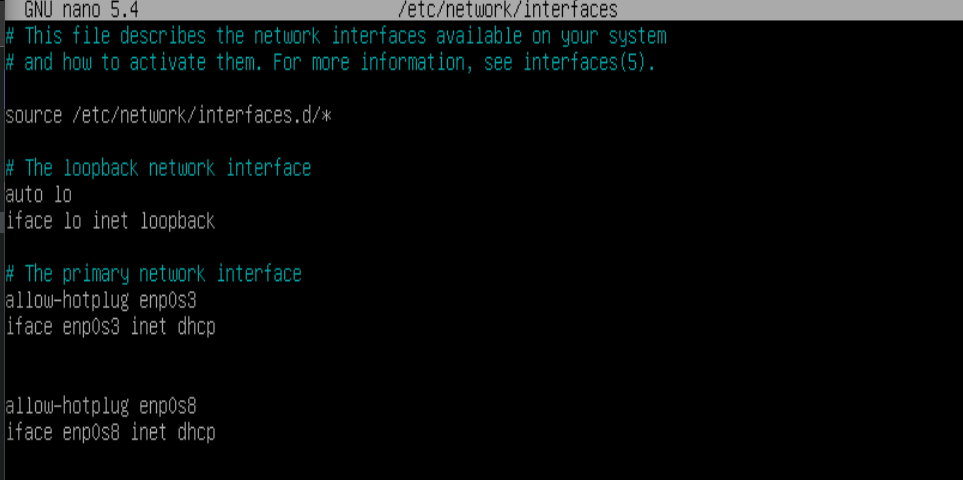 GNU nano 5.4 /etc/network/interfaces
# This file describes the network interfaces available on your system
# and how to activate them. For more information, see interfaces(5).
source /etc/network/interfaces.d/*
# The loopback network interface
auto lo
iface lo inet loopback
# The primary network interface
allow-hotplug enp0s3
iface enp0s3 inet dhcp
allow-hotplug enp0s8
iface enp0s8 inet dhcp